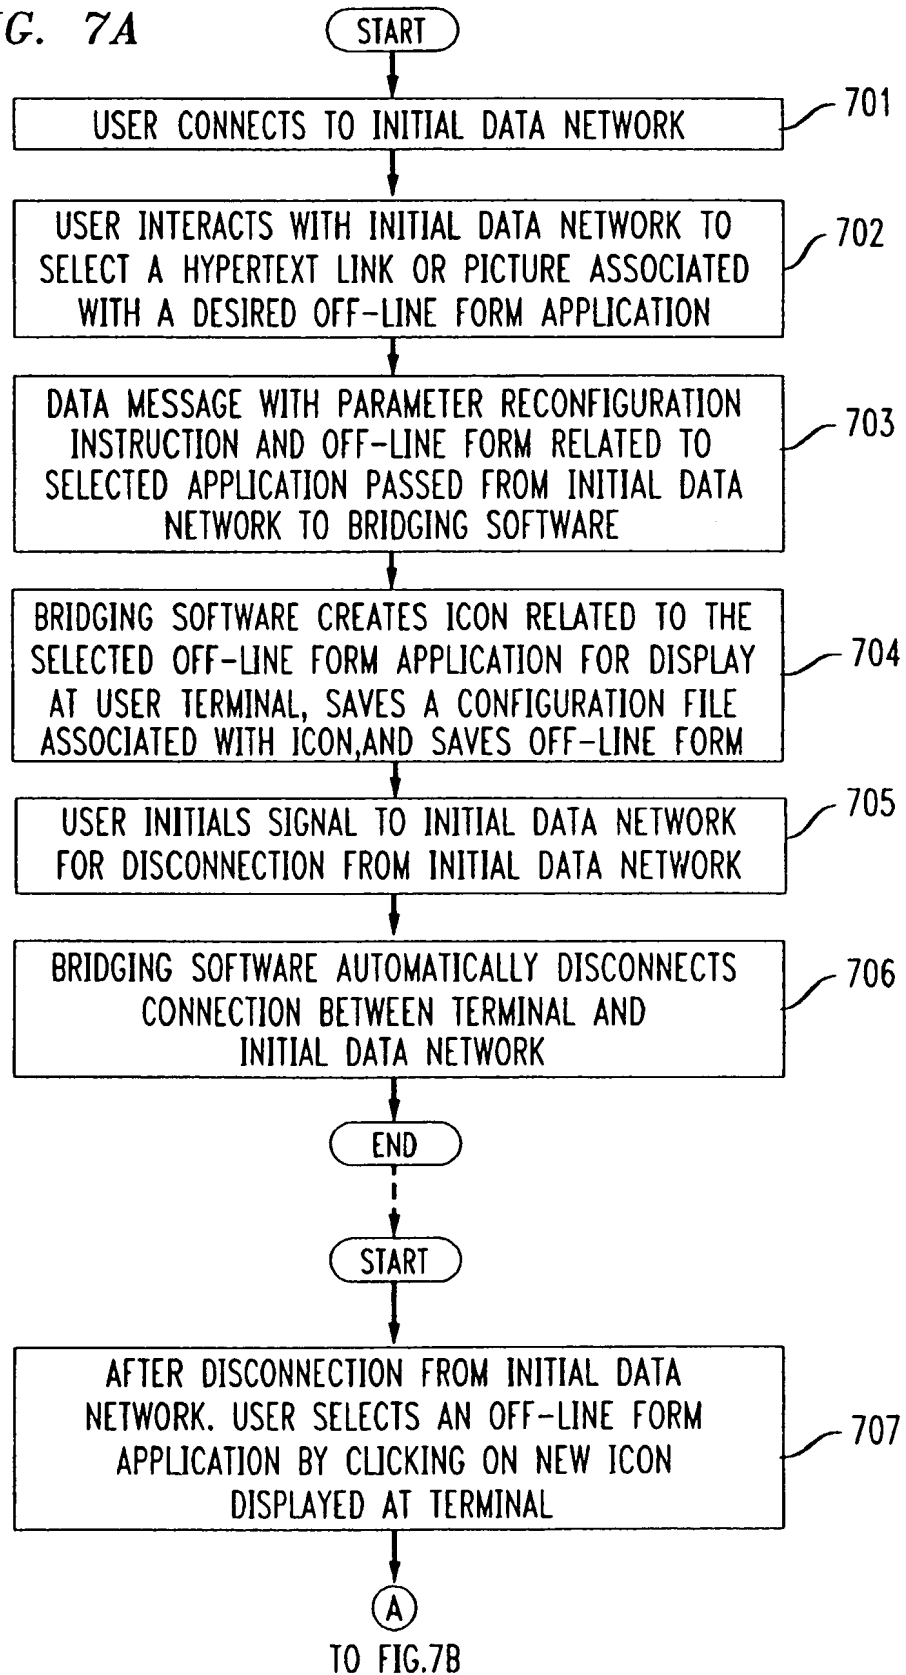 G. 7A
START
USER CONNECTS TO INITIAL DATA NETWORK
701
USER INTERACTS WITH INITIAL DATA NETWORK TO
SELECT A HYPERTEXT LINK OR PICTURE ASSOCIATED
WITH A DESIRED OFF-LINE FORM APPLICATION
702
DATA MESSAGE WITH PARAMETER RECONFIGURATION
INSTRUCTION AND OFF-LINE FORM RELATED TO
SELECTED APPLICATION PASSED FROM INITIAL DATA
NETWORK TO BRIDGING SOFTWARE
703
BRIDGING SOFTWARE CREATES ICON RELATED TO THE
SELECTED OFF-LINE FORM APPLICATION FOR DISPLAY
AT USER TERMINAL, SAVES A CONFIGURATION FILE
ASSOCIATED WITH ICON,AND SAVES OFF-LINE FORM
704
USER INITIALS SIGNAL TO INITIAL DATA NETWORK
FOR DISCONNECTION FROM INITIAL DATA NETWORK
705
BRIDGING SOFTWARE AUTOMATICALLY DISCONNECTS
CONNECTION BETWEEN TERMINAL AND
INITIAL DATA NETWORK
706
END
START
AFTER DISCONNECTION FROM INITIAL DATA
NETWORK. USER SELECTS AN OFF-LINE FORM
APPLICATION BY CLICKING ON NEW ICON
DISPLAYED AT TERMINAL
707
A
TO FIG.7B